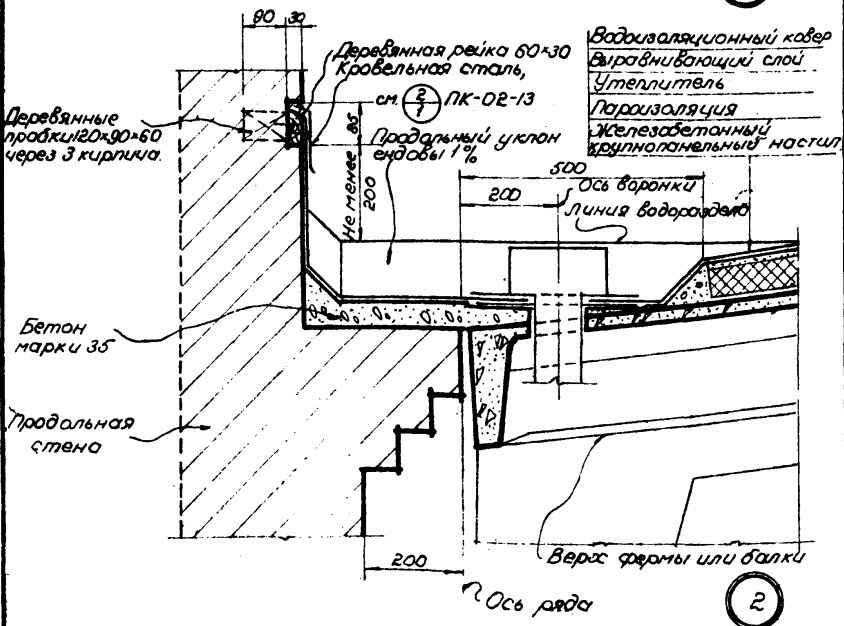 90 30
Деревянная рейка 60×30
Кровельная сталь,
см. 2/1 ПК-02-13
Водоизоляционный ковер
Выравнивающий слой
Утеплитель
Пароизоляция
Железобетонный
крупнопанельный настил
Деревянные
пробки 120×90×60
через 3 кирпича.
65
Не менее
200
Продольный уклон
ендовы 1%
500
200
Ось воронки
Линия водораздела
Бетон
марки 35
Продольная
стена
200
Ось ряда
Верх фермы или балки
2